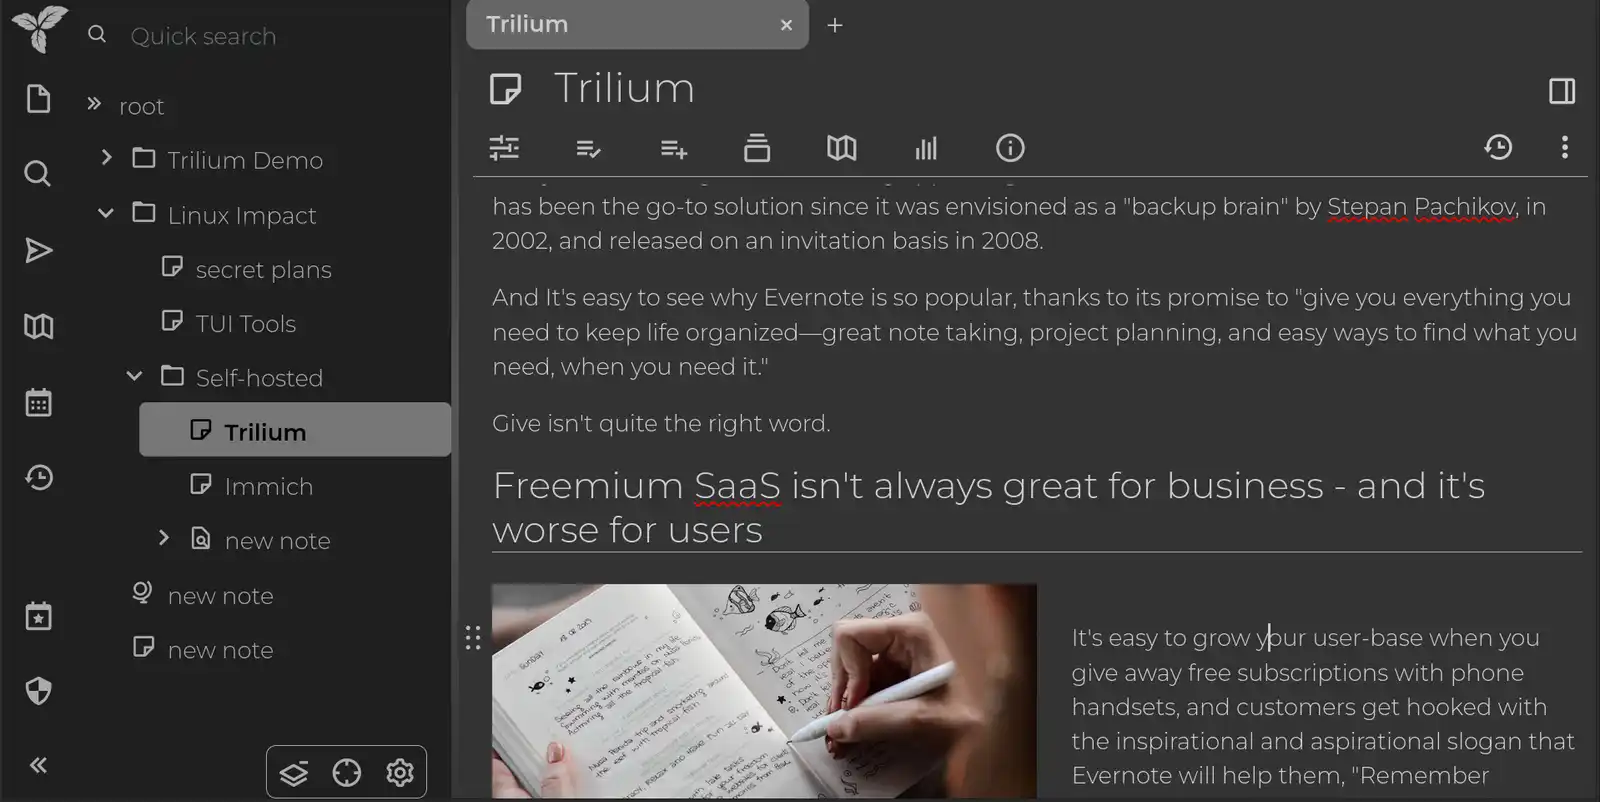 Quick search
root
Trilium Demo
Linux Impact
secret plans
TUI Tools
Self-hosted
Trilium
Immich
new note
new note
new note
Trilium
Trilium
has been the go-to solution since it was envisioned as a "backup brain" by Stepan Pachikov, in
2002, and released on an invitation basis in 2008.
And It's easy to see why Evernote is so popular, thanks to its promise to "give you everything you
need to keep life organized—great note taking, project planning, and easy ways to find what you
need, when you need it."
Give isn't quite the right word.
Freemium SaaS isn't always great for business - and it's
worse for users
SUNDAY
It's easy to grow your user-base when you
give away free subscriptions with phone
handsets, and customers get hooked with
the inspirational and aspirational slogan that
Evernote will help them, "Remember